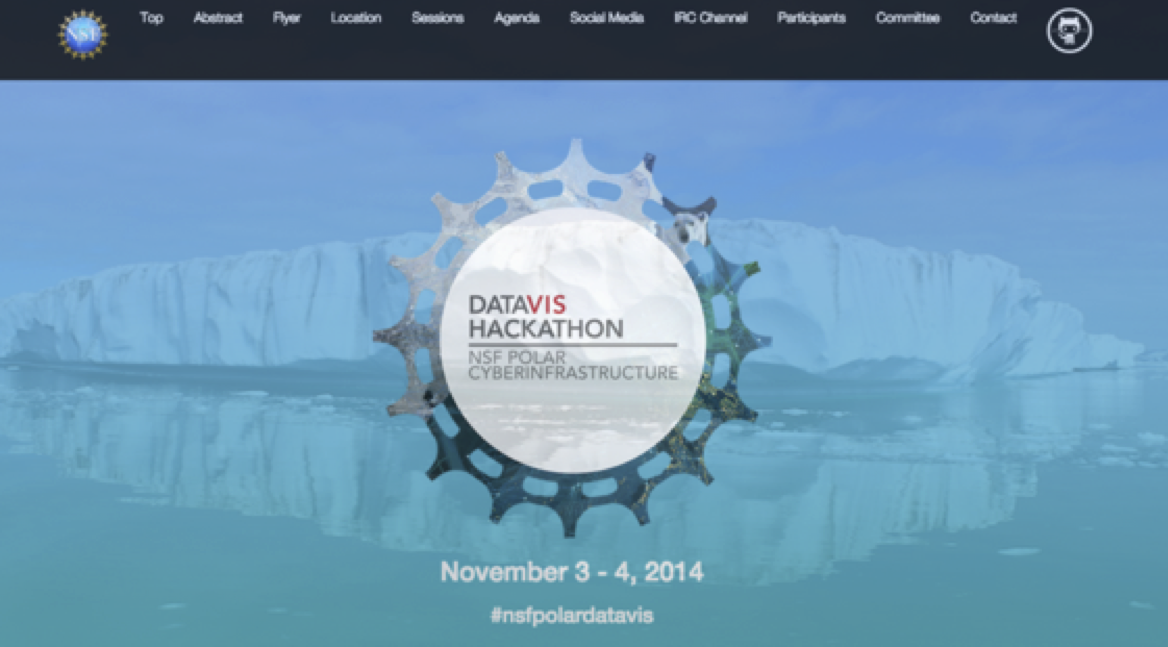 NSF
Top Abstract Flyer Location Sessions Agenda Social Media IRC Channel Participants Committee Contact
DATAVIS
HACKATHON
NSF POLAR
CYBERINFRASTRUCTURE
November 3 - 4, 2014
#nsfpolardatavis